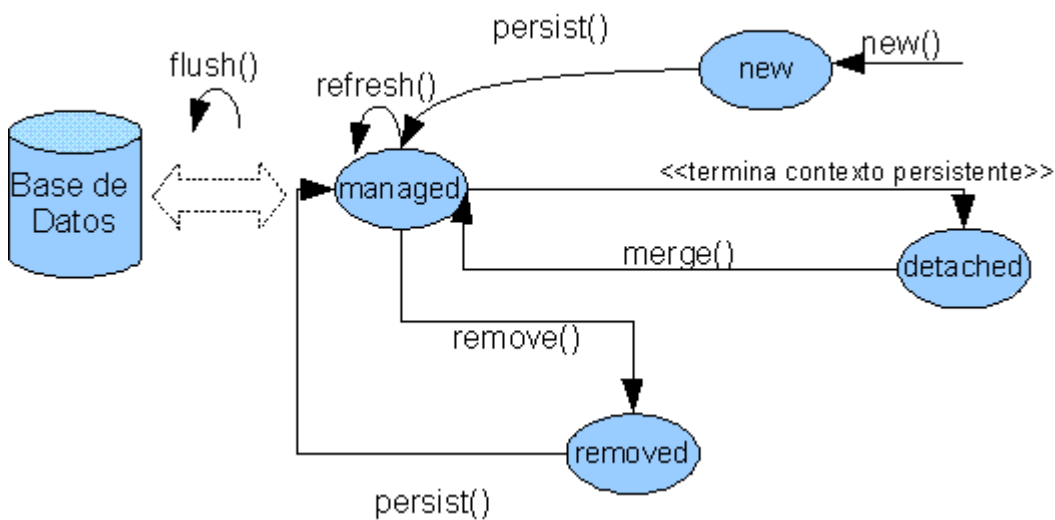 persist()
new()
new
flush()
refresh()
Base de
Datos
managed
<<termina contexto persistente>>
merge()
detached
remove()
removed
persist()